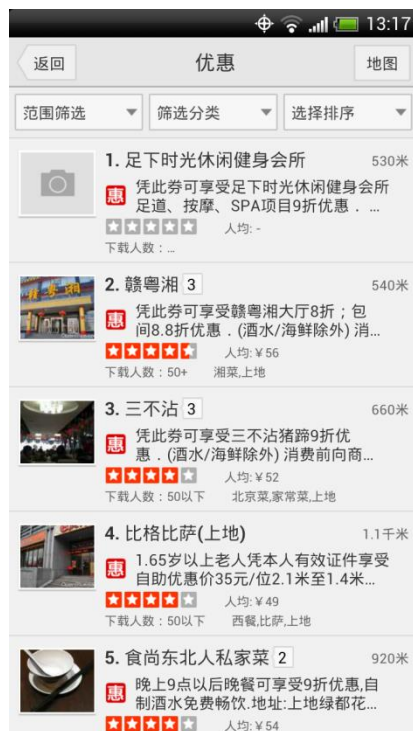 13:17
返回
优惠
地图
范围筛选
筛选分类
选择排序
1. 足下时光休闲健身会所 530米
惠 凭此券可享受足下时光休闲健身会所
足道、按摩、SPA项目9折优惠．...
人均: -
下载人数：...
2. 赣粤湘 3 540米
惠 凭此券可享受赣粤湘大厅8折；包
间8.8折优惠．(酒水/海鲜除外) 消...
人均:￥56
下载人数：50+ 湘菜,上地
3. 三不沾 3 660米
惠 凭此券可享受三不沾猪蹄9折优
惠．(酒水/海鲜除外) 消费前向商...
人均:￥52
下载人数：50以下 北京菜,家常菜,上地
4. 比格比萨(上地) 1.1千米
惠 1.65岁以上老人凭本人有效证件享受
自助优惠价35元/位2.1米至1.4米...
人均:￥49
下载人数：50以下 西餐,比萨,上地
5. 食尚东北人私家菜 2 920米
惠 晚上9点以后晚餐可享受9折优惠,自
制酒水免费畅饮.地址:上地绿都花...
人均:￥54